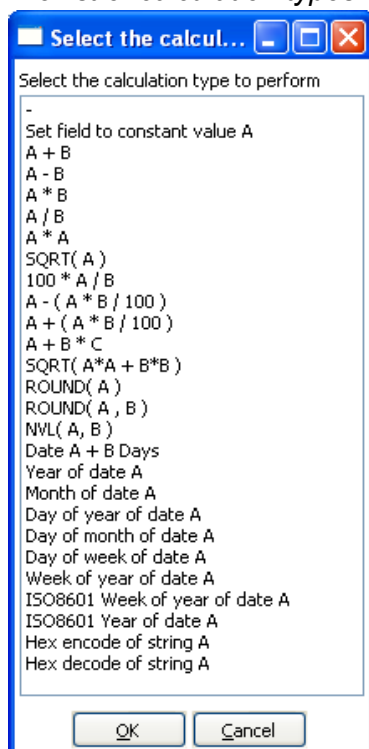 Select the calcul...
Select the calculation type to perform
-
Set field to constant value A
A + B
A - B
A * B
A / B
A * A
SQRT( A )
100 * A / B
A - ( A * B / 100 )
A + ( A * B / 100 )
A + B * C
SQRT( A*A + B*B )
ROUND( A )
ROUND( A , B )
NVL( A, B )
Date A + B Days
Year of date A
Month of date A
Day of year of date A
Day of month of date A
Day of week of date A
Week of year of date A
ISO8601 Week of year of date A
ISO8601 Year of date A
Hex encode of string A
Hex decode of string A
OK Cancel